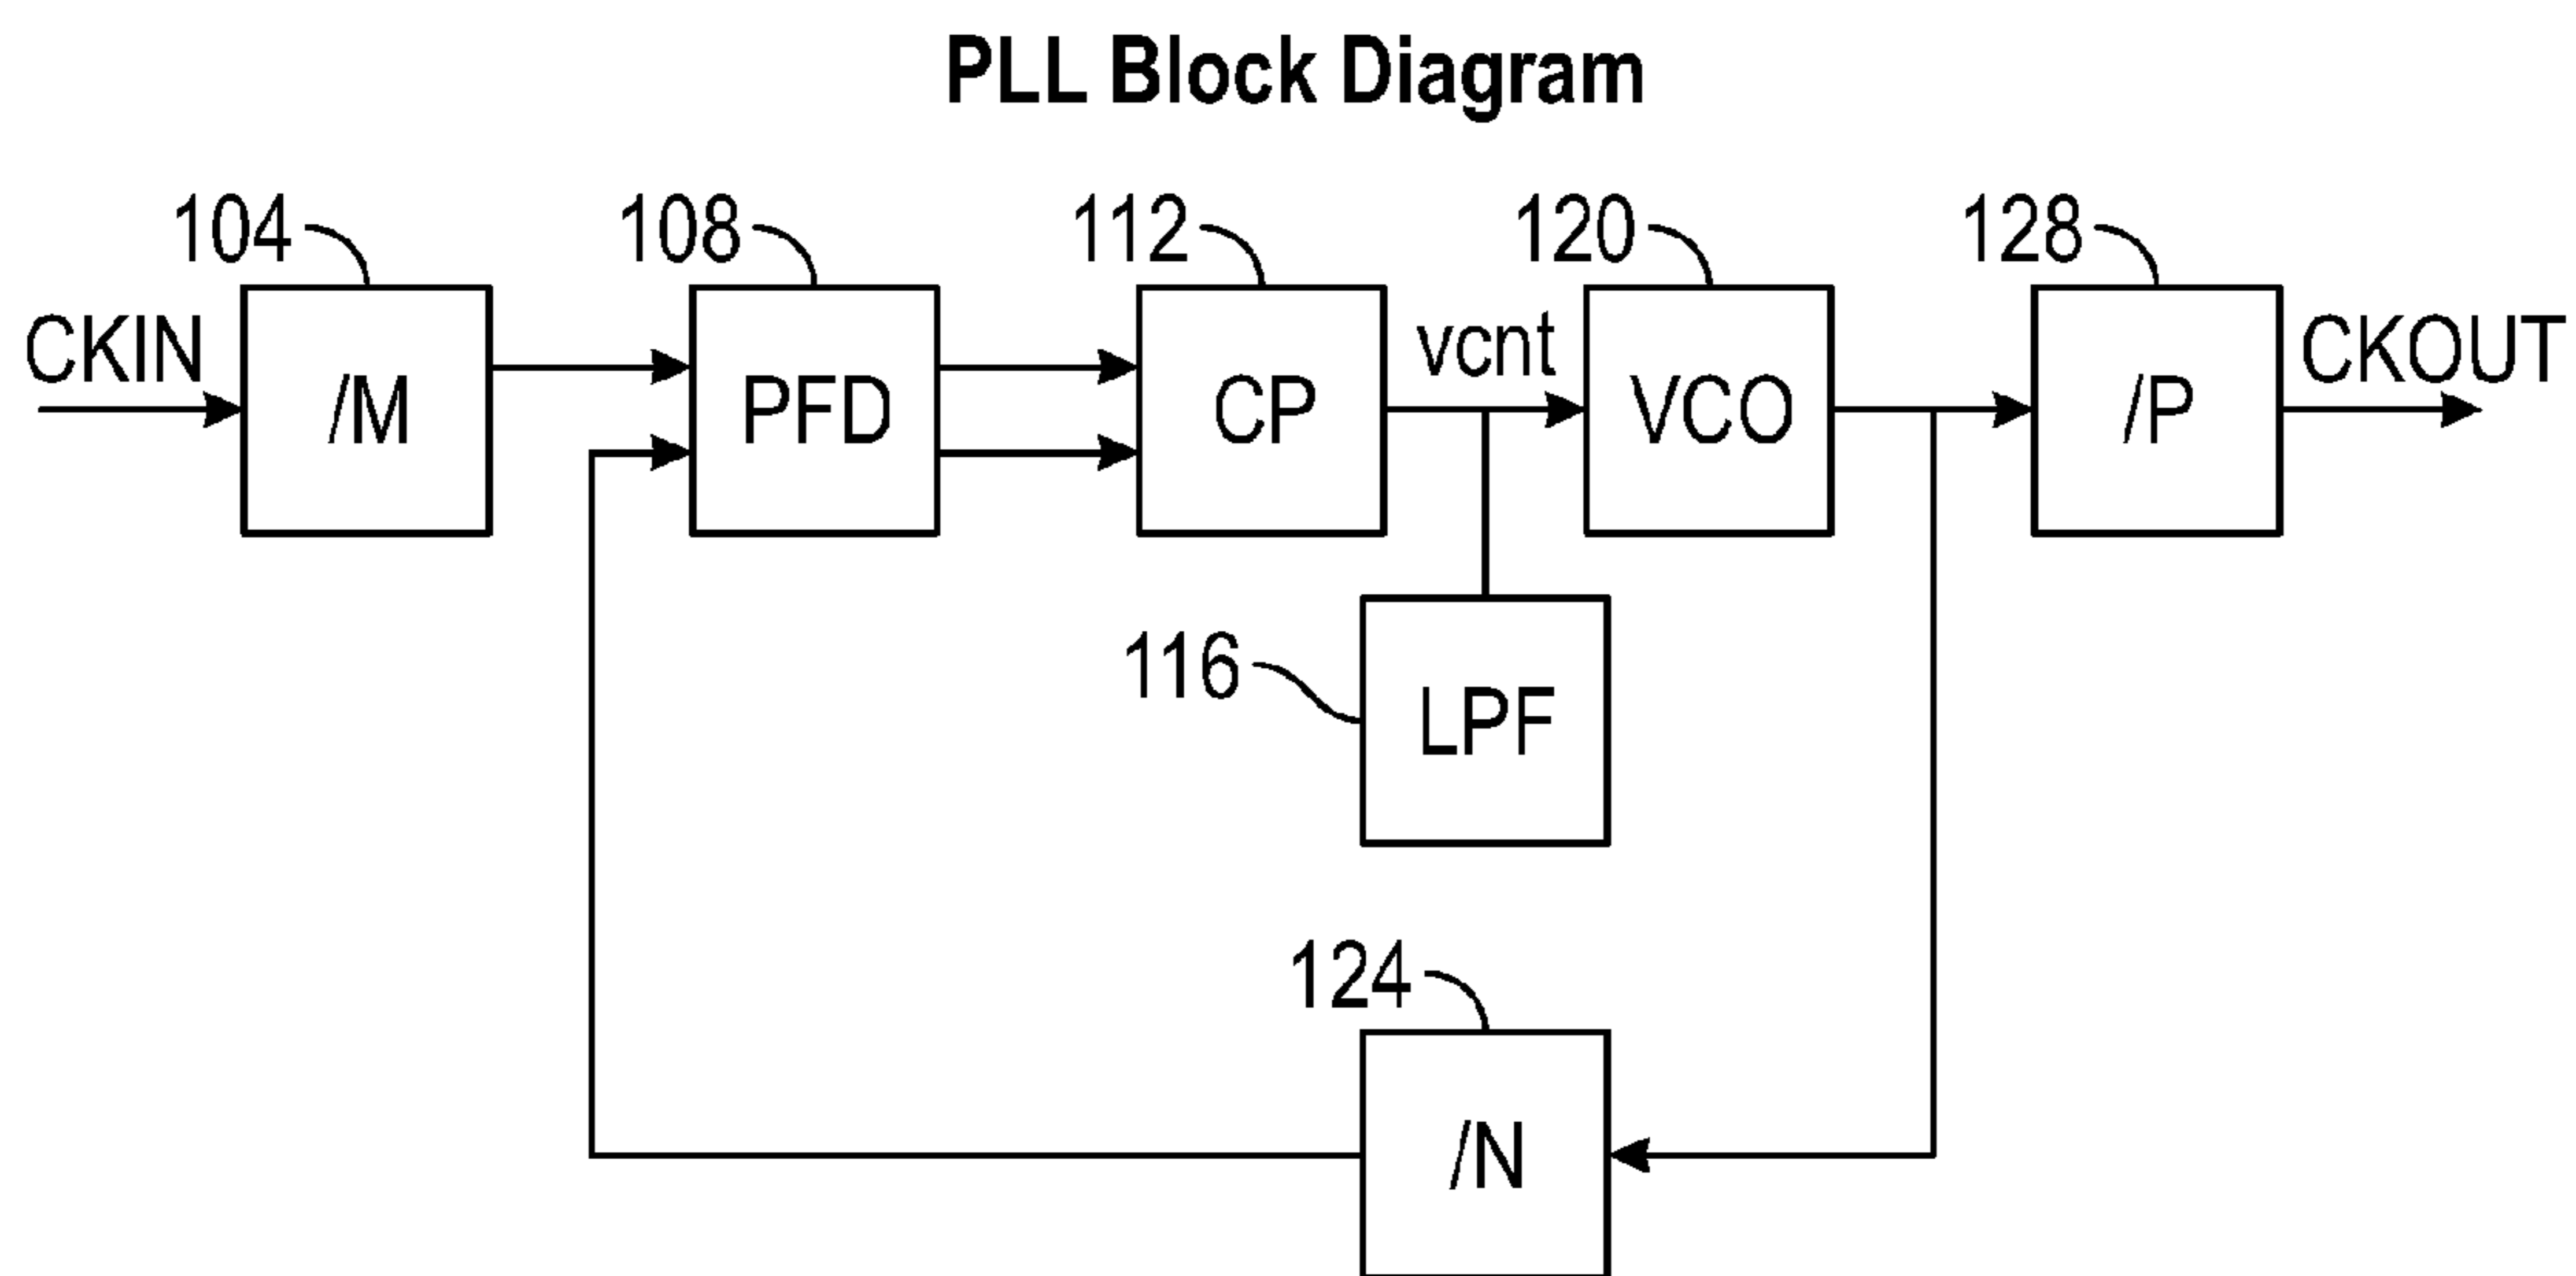 PLL Block Diagram
104
108
112
120
128
CKIN
/M
PFD
CP
vcnt
VCO
/P
CKOUT
116
LPF
124
/N